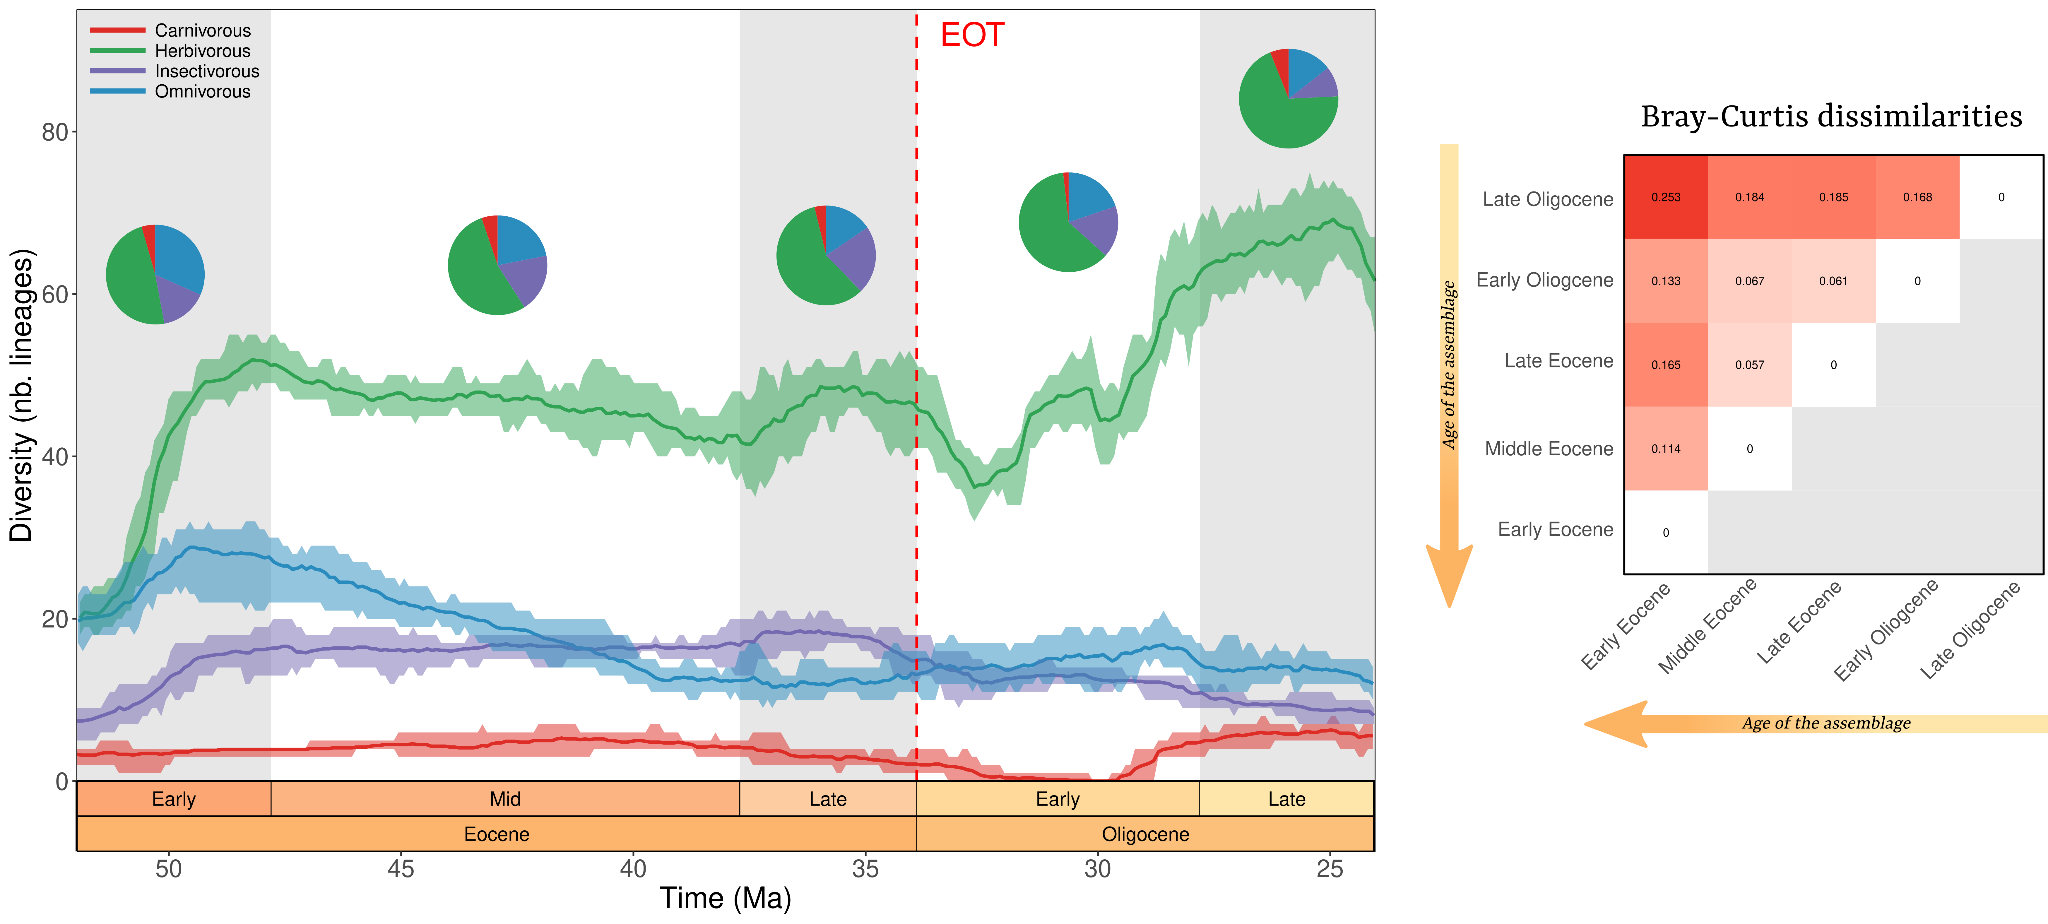 Carnivorous
Herbivorous
Insectivorous
Omnivorous
EOT
Diversity (nb. lineages)
80
60
40
20
0
Early
Mid
Late
Early
Late
Eocene
Oligocene
50
45
40
35
30
25
Time (Ma)
Bray-Curtis dissimilarities
Age of the assemblage
Late Oligocene
0.253
0.184
0.185
0.168
0
Early Oliogcene
0.133
0.067
0.061
0
Late Eocene
0.165
0.057
0
Middle Eocene
0.114
0
Early Eocene
0
Early Eocene
Middle Eocene
Late Eocene
Early Oliogcene
Late Oligocene
Age of the assemblage